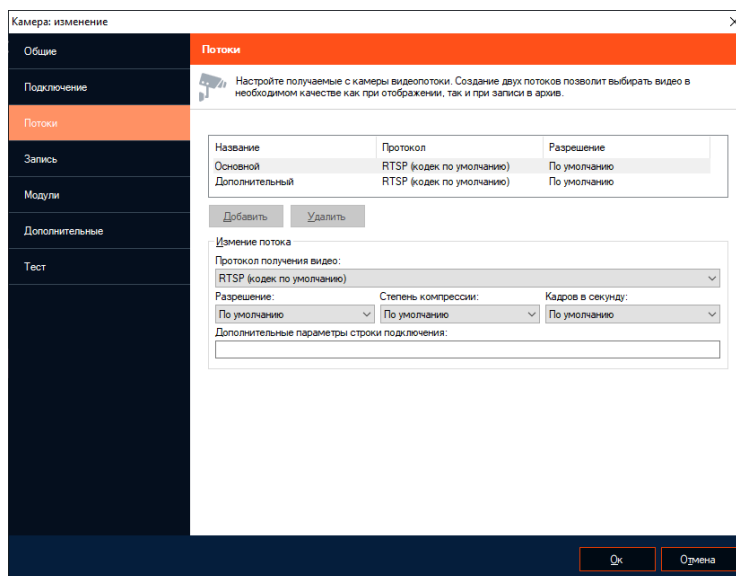 Камера: изменение
Общие
Подключение
Потоки
Запись
Модули
Дополнительные
Тест
Потоки
Настройте получаемые с камеры видеопотоки. Создание двух потоков позволит выбирать видео в
необходимом качестве как при отображении, так и при записи в архив.
Название Протокол Разрешение
Основной RTSP (кодек по умолчанию) По умолчанию
Дополнительный RTSP (кодек по умолчанию) По умолчанию
Добавить Удалить
Измение потока
Протокол получения видео:
RTSP (кодек по умолчанию)
Разрешение: Степень компрессии: Кадров в секунду:
По умолчанию По умолчанию По умолчанию
Дополнительные параметры строки подключения:
Ок Отмена